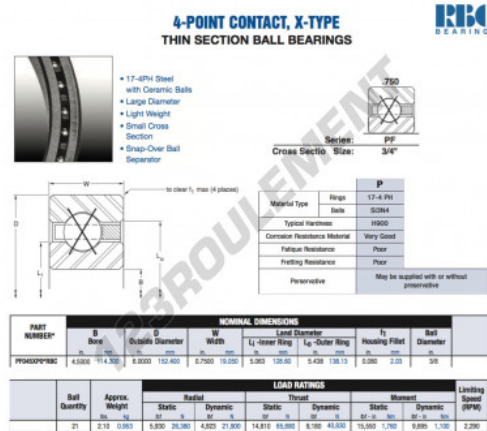 4-POINT CONTACT, X-TYPE
THIN SECTION BALL BEARINGS
RBC
BEARING
• 17-4PH Steel
with Ceramic Balls
• Large Diameter
• Light Weight
• Small Cross
Section
• Snap-Over Ball
Separator
.750
Series: PF
Cross Sectio Size: 3/4"
W
to clear f₁ max (4 places)
D
B
P
Material Type Rings 17-4 PH
Balls Si3N4
Typical Hardness H900
Corrosion Resistance Material Very Good
Fatigue Resistance Poor
Fretting Resistance Poor
Perservative May be supplied with or without
preservative
123ROULEMENT
NOMINAL DIMENSIONS
PART NUMBER* B Bore D Outside Diameter W Width Land Diameter Li -Inner Ring Lo -Outer Ring f₁ Housing Fillet Ball Diameter
in. mm in. mm in. mm in. mm in. mm in. mm in.
PF045XP0*RBC 4.5000 114.300 6.0000 152.400 0.7500 19.050 5.063 128.60 5.438 138.13 0.080 2.03 3/8
LOAD RATINGS
Ball Quantity Approx. Weight Radial Thrust Moment Limiting Speed (RPM)
Static Dynamic Static Dynamic Static Dynamic
lbs. kg lbf N lbf N lbf N lbf N lbf - in Nm lbf - in Nm
21 2.10 0.953 5,930 26,380 4,923 21,900 14,810 65,880 9,180 40,830 15,550 1,760 9,695 1,100 2,290